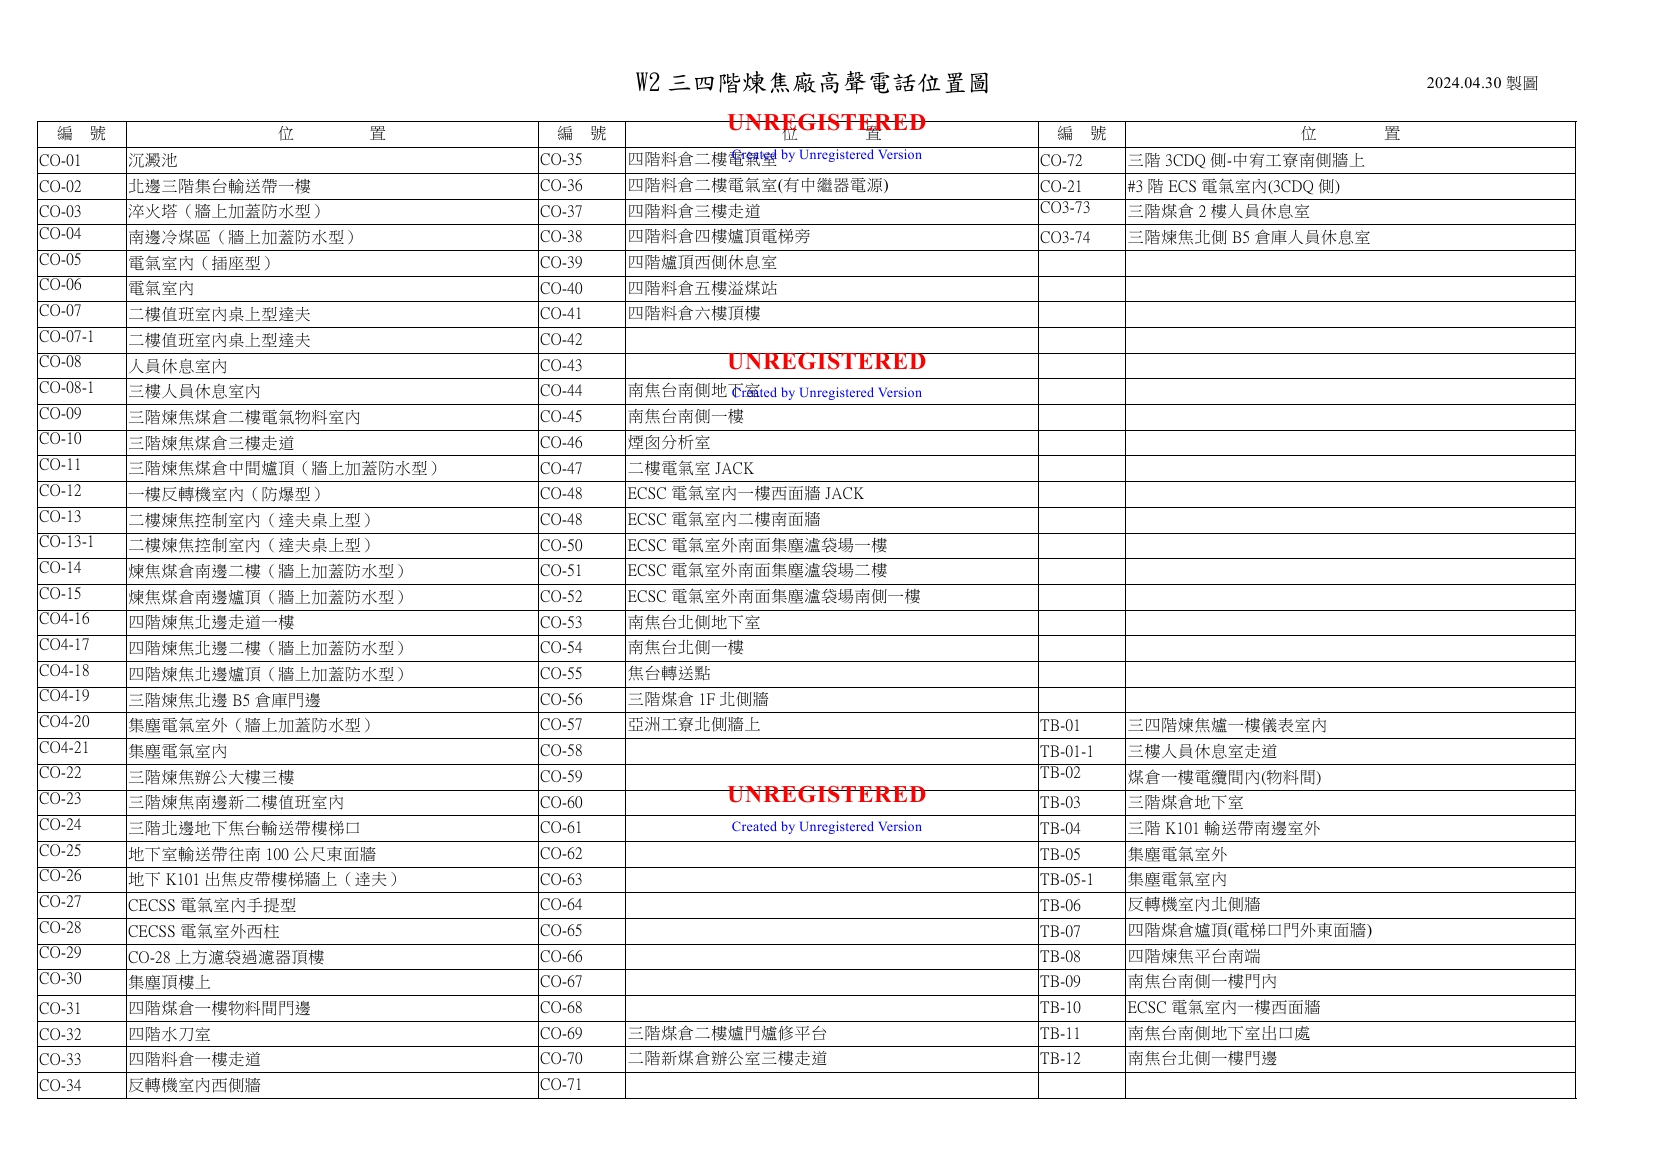 W2 三四階煉焦廠高聲電話位置圖
2024.04.30 製圖
編 號 位 置 編 號 位 置 編 號 位 置
UNREGISTERED
Created by Unregistered Version
CO-01 沉澱池 CO-35 四階料倉二樓電氣室 CO-72 三階 3CDQ 側-中宥工寮南側牆上
CO-02 北邊三階集台輸送帶一樓 CO-36 四階料倉二樓電氣室(有中繼器電源) CO-21 #3 階 ECS 電氣室內(3CDQ 側)
CO-03 淬火塔（牆上加蓋防水型） CO-37 四階料倉三樓走道 CO3-73 三階煤倉 2 樓人員休息室
CO-04 南邊冷煤區（牆上加蓋防水型） CO-38 四階料倉四樓爐頂電梯旁 CO3-74 三階煉焦北側 B5 倉庫人員休息室
CO-05 電氣室內（插座型） CO-39 四階爐頂西側休息室
CO-06 電氣室內 CO-40 四階料倉五樓溢煤站
CO-07 二樓值班室內桌上型達夫 CO-41 四階料倉六樓頂樓
CO-07-1 二樓值班室內桌上型達夫 CO-42
CO-08 人員休息室內 CO-43
UNREGISTERED
CO-08-1 三樓人員休息室內 CO-44 南焦台南側地下室
Created by Unregistered Version
CO-09 三階煉焦煤倉二樓電氣物料室內 CO-45 南焦台南側一樓
CO-10 三階煉焦煤倉三樓走道 CO-46 煙囪分析室
CO-11 三階煉焦煤倉中間爐頂（牆上加蓋防水型） CO-47 二樓電氣室 JACK
CO-12 一樓反轉機室內（防爆型） CO-48 ECSC 電氣室內一樓西面牆 JACK
CO-13 二樓煉焦控制室內（達夫桌上型） CO-48 ECSC 電氣室內二樓南面牆
CO-13-1 二樓煉焦控制室內（達夫桌上型） CO-50 ECSC 電氣室外南面集塵瀘袋場一樓
CO-14 煉焦煤倉南邊二樓（牆上加蓋防水型） CO-51 ECSC 電氣室外南面集塵瀘袋場二樓
CO-15 煉焦煤倉南邊爐頂（牆上加蓋防水型） CO-52 ECSC 電氣室外南面集塵瀘袋場南側一樓
CO4-16 四階煉焦北邊走道一樓 CO-53 南焦台北側地下室
CO4-17 四階煉焦北邊二樓（牆上加蓋防水型） CO-54 南焦台北側一樓
CO4-18 四階煉焦北邊爐頂（牆上加蓋防水型） CO-55 焦台轉送點
CO4-19 三階煉焦北邊 B5 倉庫門邊 CO-56 三階煤倉 1F 北側牆
CO4-20 集塵電氣室外（牆上加蓋防水型） CO-57 亞洲工寮北側牆上 TB-01 三四階煉焦爐一樓儀表室內
CO4-21 集塵電氣室內 CO-58 TB-01-1 三樓人員休息室走道
CO-22 三階煉焦辦公大樓三樓 CO-59 TB-02 煤倉一樓電纜間內(物料間)
CO-23 三階煉焦南邊新二樓值班室內 CO-60 TB-03 三階煤倉地下室
UNREGISTERED
CO-24 三階北邊地下焦台輸送帶樓梯口 CO-61 TB-04 三階 K101 輸送帶南邊室外
Created by Unregistered Version
CO-25 地下室輸送帶往南 100 公尺東面牆 CO-62 TB-05 集塵電氣室外
CO-26 地下 K101 出焦皮帶樓梯牆上（達夫） CO-63 TB-05-1 集塵電氣室內
CO-27 CECSS 電氣室內手提型 CO-64 TB-06 反轉機室內北側牆
CO-28 CECSS 電氣室外西柱 CO-65 TB-07 四階煤倉爐頂(電梯口門外東面牆)
CO-29 CO-28 上方濾袋過濾器頂樓 CO-66 TB-08 四階煉焦平台南端
CO-30 集塵頂樓上 CO-67 TB-09 南焦台南側一樓門內
CO-31 四階煤倉一樓物料間門邊 CO-68 TB-10 ECSC 電氣室內一樓西面牆
CO-32 四階水刀室 CO-69 三階煤倉二樓爐門爐修平台 TB-11 南焦台南側地下室出口處
CO-33 四階料倉一樓走道 CO-70 二階新煤倉辦公室三樓走道 TB-12 南焦台北側一樓門邊
CO-34 反轉機室內西側牆 CO-71